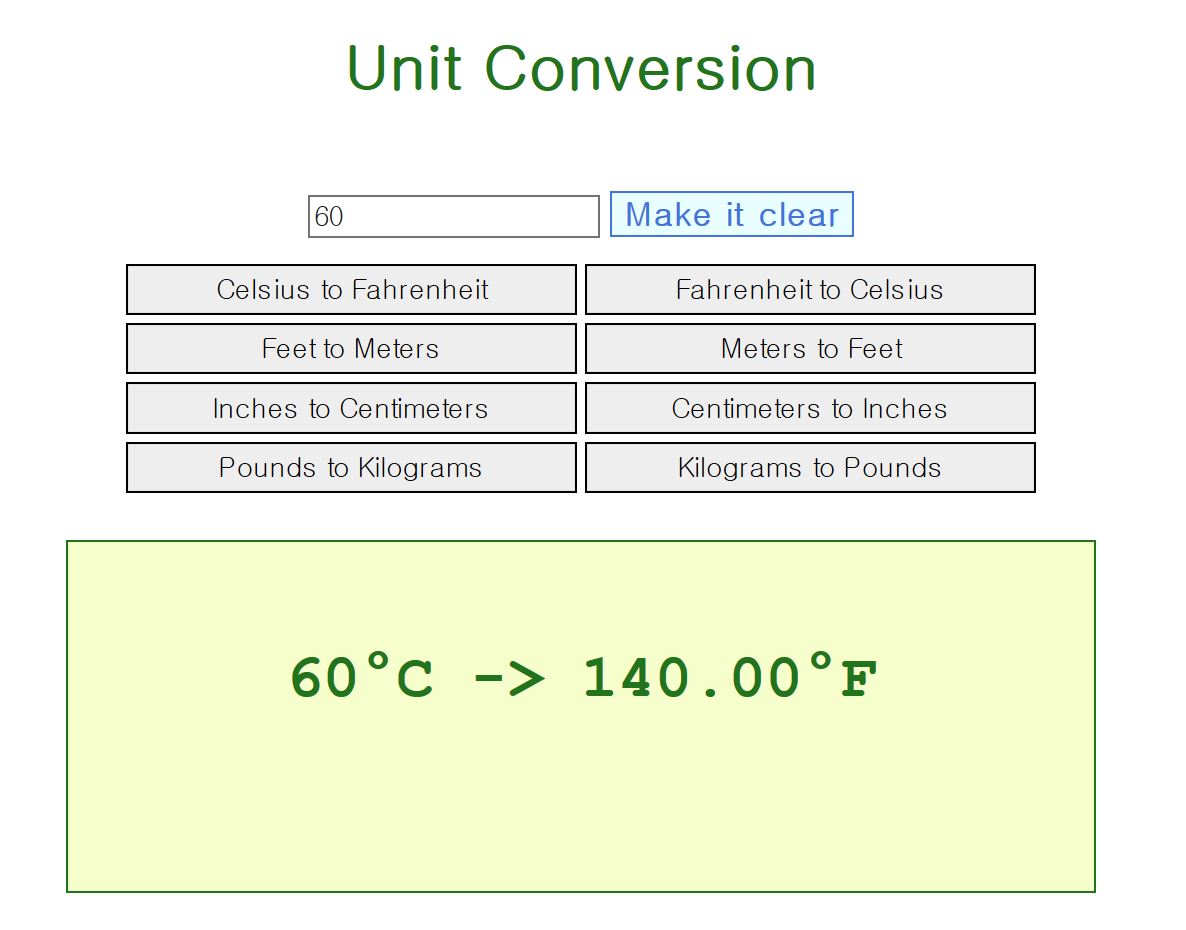 Unit Conversion
60 Make it clear
Celsius to Fahrenheit Fahrenheit to Celsius
Feet to Meters Meters to Feet
Inches to Centimeters Centimeters to Inches
Pounds to Kilograms Kilograms to Pounds
60°C -> 140.00°F